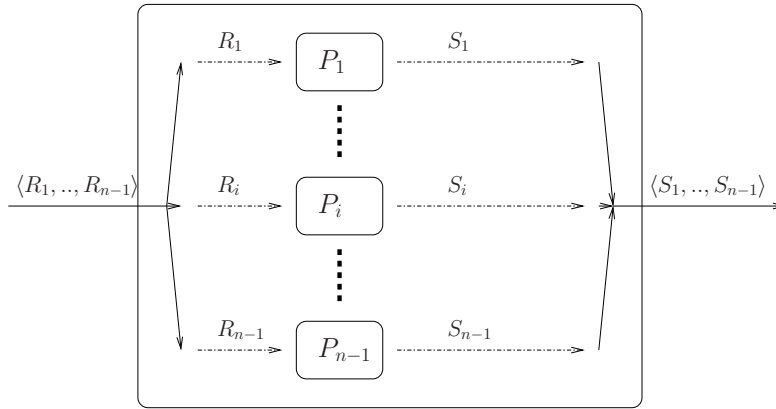 R₁ P₁ S₁
⟨R₁, .., Rₙ₋₁⟩ Rᵢ Pᵢ Sᵢ ⟨S₁, .., Sₙ₋₁⟩
Rₙ₋₁ Pₙ₋₁ Sₙ₋₁